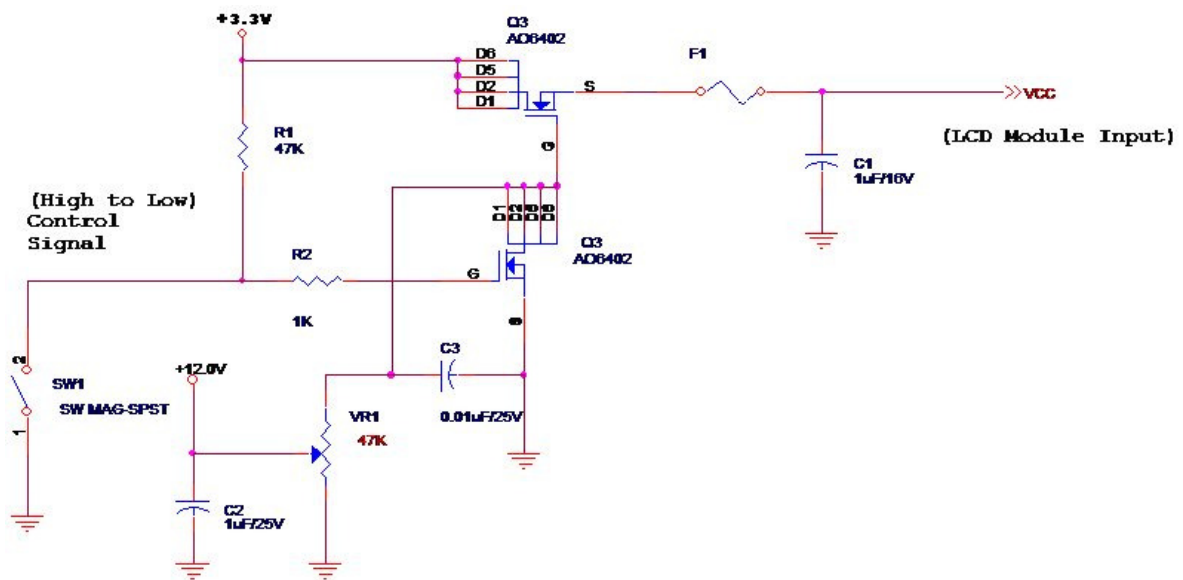 +3.3V
Q3
AO6402
D6
D5
D2
D1
S
G
F1
VCC
(LCD Module Input)
C1
1uF/16V
R1
47K
(High to Low)
Control
Signal
R2
1K
G
D1
D2
Q3
AO6402
2
SW1
SW MAG-SPST
1
+12.0V
C3
0.01uF/25V
VR1
47K
C2
1uF/25V